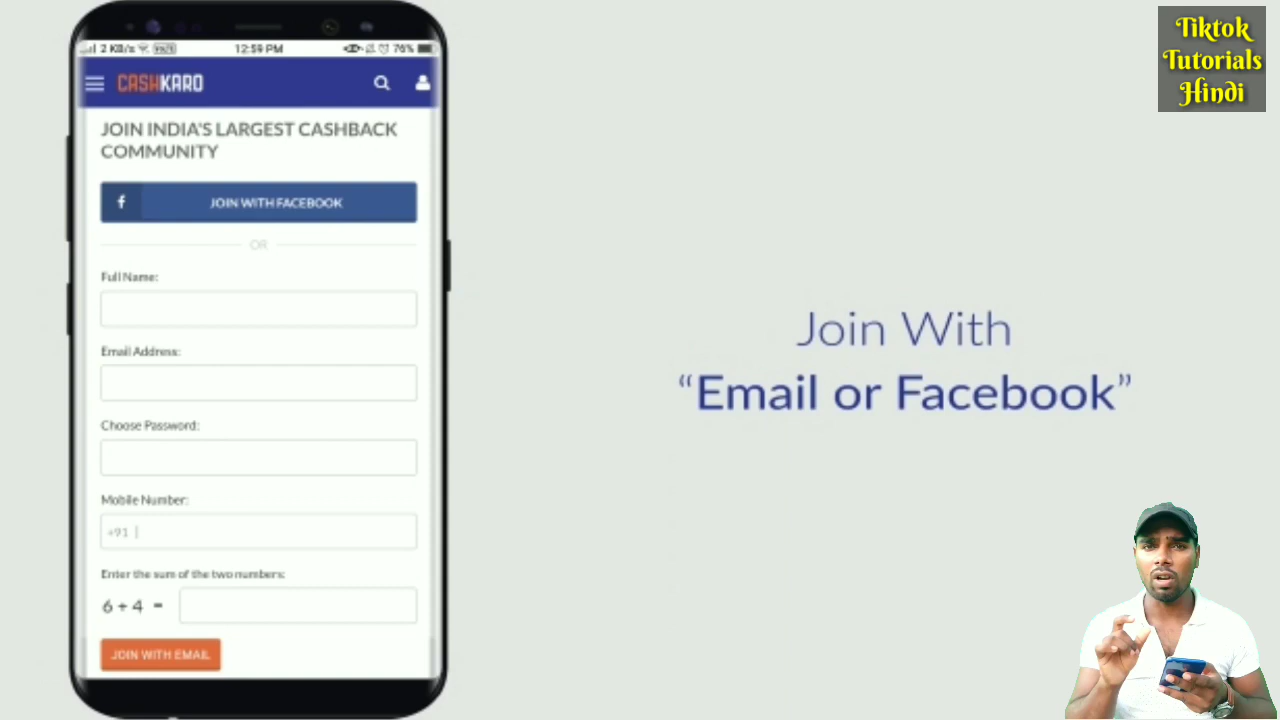 2 KB/s 12:59 PM 76%
CASHKARO
JOIN INDIA'S LARGEST CASHBACK
COMMUNITY
f JOIN WITH FACEBOOK
OR
Full Name:
Email Address:
Choose Password:
Mobile Number:
+91
Enter the sum of the two numbers:
6 + 4 =
JOIN WITH EMAIL
Join With
“Email or Facebook”
Tiktok
Tutorials
Hindi